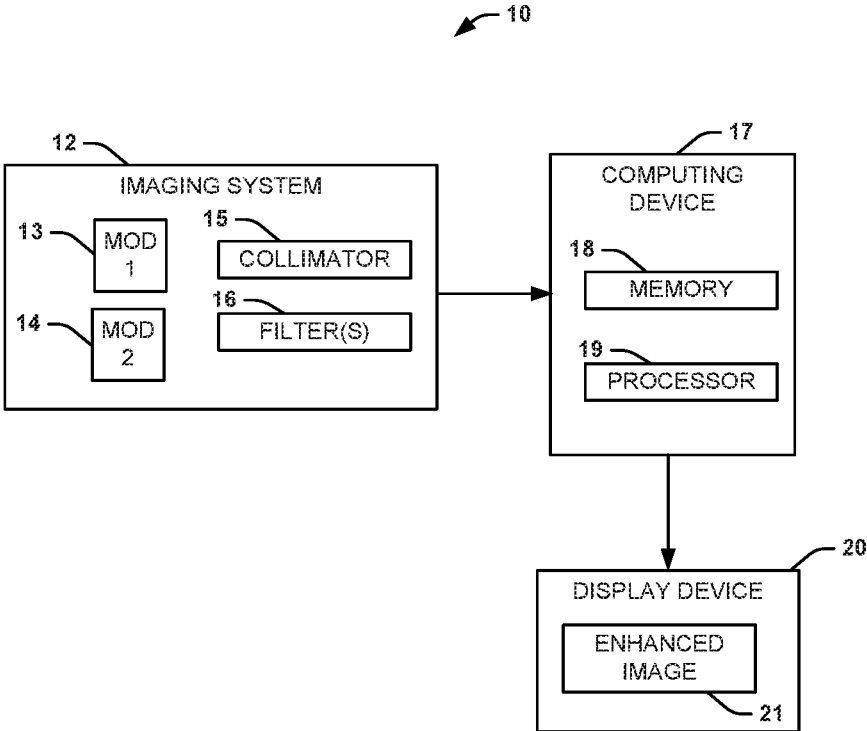 10
12
IMAGING SYSTEM
13
MOD
1
14
MOD
2
15
COLLIMATOR
16
FILTER(S)
17
COMPUTING
DEVICE
18
MEMORY
19
PROCESSOR
20
DISPLAY DEVICE
ENHANCED
IMAGE
21